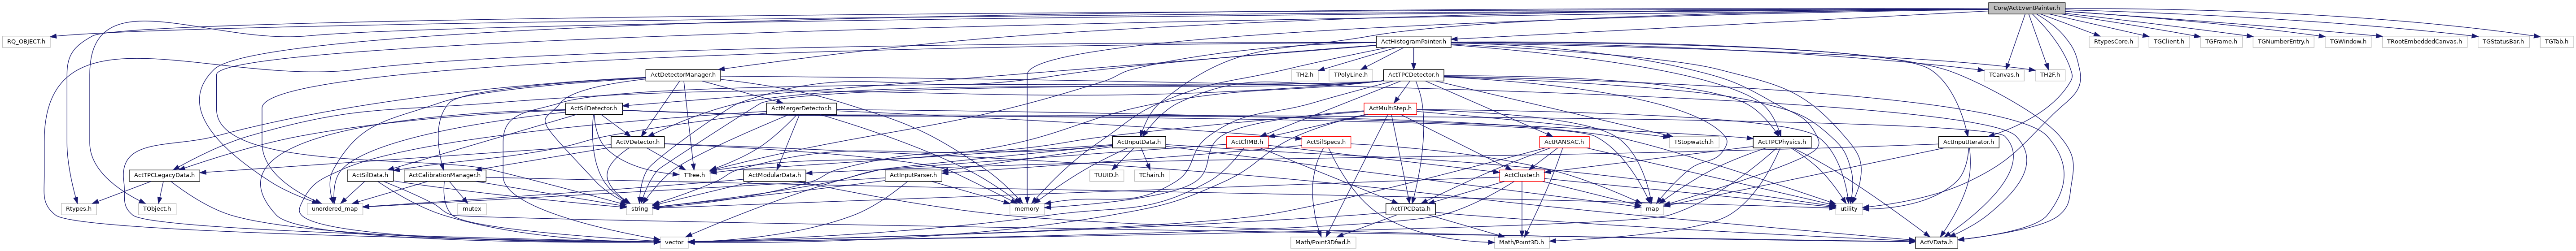 Core/ActEventPainter.h
RQ_OBJECT.h
ActHistogramPainter.h
RtypesCore.h
TGClient.h
TGFrame.h
TGNumberEntry.h
TGWindow.h
TRootEmbeddedCanvas.h
TGStatusBar.h
TGTab.h
ActDetectorManager.h
TH2.h
TPolyLine.h
ActTPCDetector.h
TCanvas.h
TH2F.h
ActSilDetector.h
ActMergerDetector.h
ActMultiStep.h
ActVDetector.h
ActInputData.h
ActClIMB.h
ActSilSpecs.h
ActRANSAC.h
TStopwatch.h
ActTPCPhysics.h
ActInputIterator.h
ActTPCLegacyData.h
ActSilData.h
ActCalibrationManager.h
TTree.h
ActModularData.h
ActInputParser.h
TUUID.h
TChain.h
ActCluster.h
Rtypes.h
TObject.h
unordered_map
mutex
string
memory
ActTPCData.h
map
utility
vector
Math/Point3Dfwd.h
Math/Point3D.h
ActVData.h